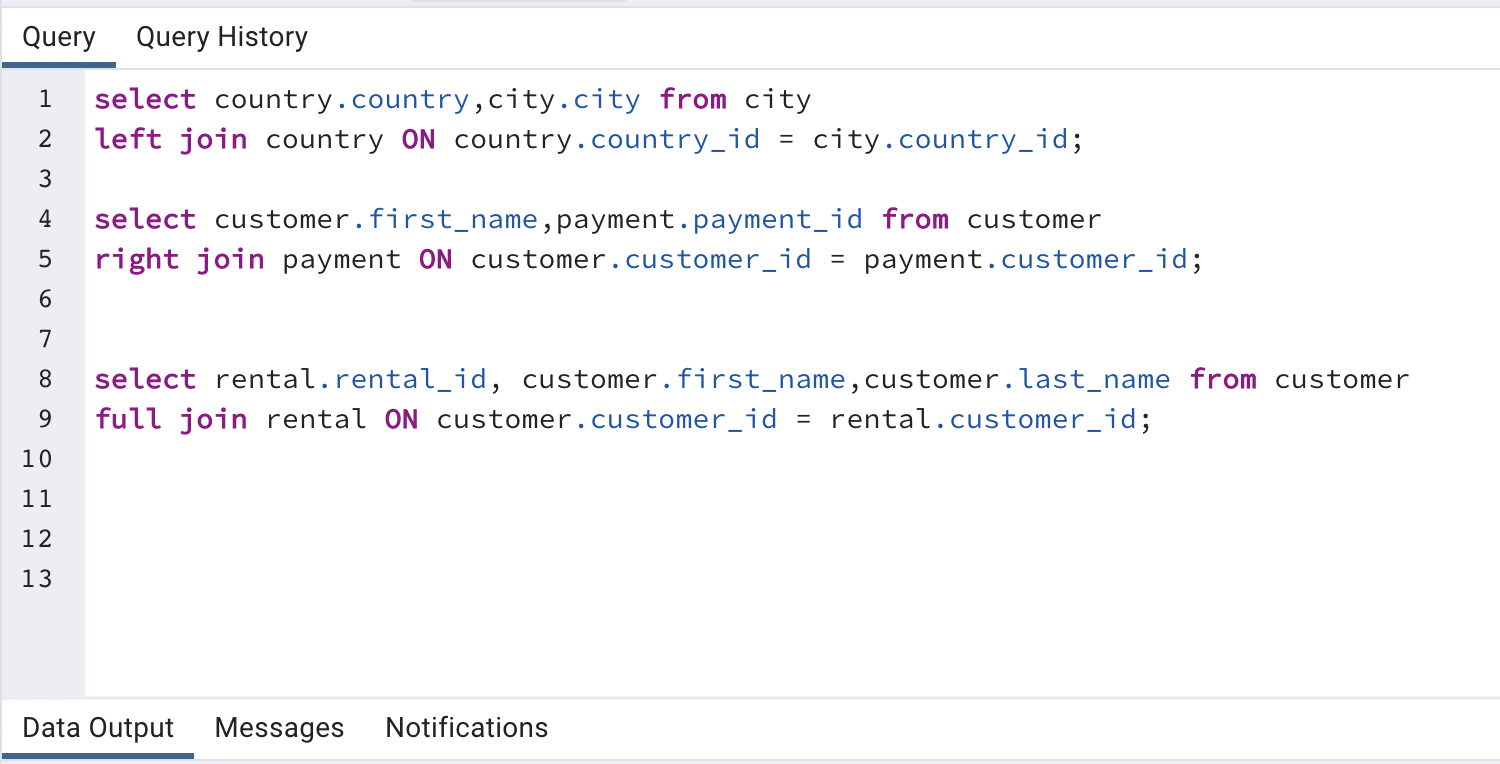 Query Query History
1 select country.country,city.city from city
2 left join country ON country.country_id = city.country_id;
3
4 select customer.first_name,payment.payment_id from customer
5 right join payment ON customer.customer_id = payment.customer_id;
6
7
8 select rental.rental_id, customer.first_name,customer.last_name from customer
9 full join rental ON customer.customer_id = rental.customer_id;
10
11
12
13
Data Output Messages Notifications